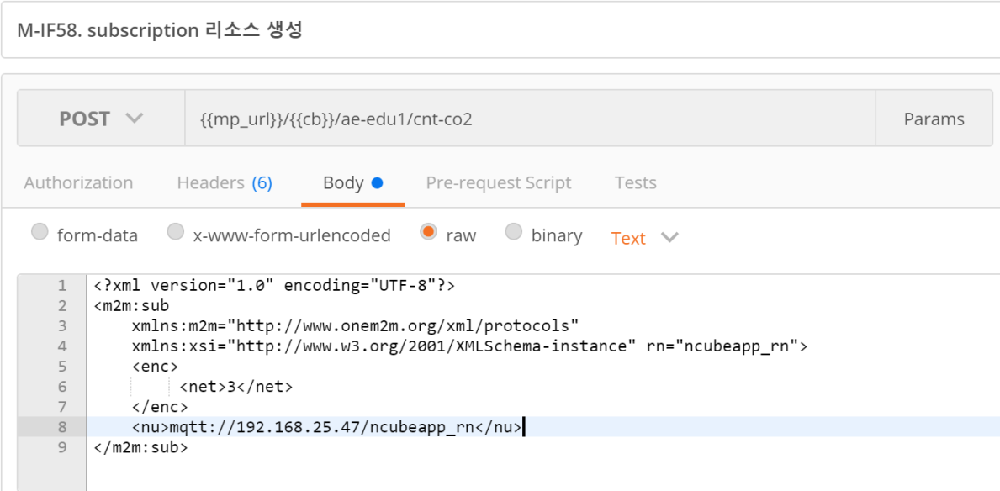 M-IF58. subscription 리소스 생성
POST {{mp_url}}/{{cb}}/ae-edu1/cnt-co2 Params
Authorization Headers (6) Body Pre-request Script Tests
form-data x-www-form-urlencoded raw binary Text
1 <?xml version="1.0" encoding="UTF-8"?>
2 <m2m:sub
3 xmlns:m2m="http://www.onem2m.org/xml/protocols"
4 xmlns:xsi="http://www.w3.org/2001/XMLSchema-instance" rn="ncubeapp_rn">
5 <enc>
6 <net>3</net>
7 </enc>
8 <nu>mqtt://192.168.25.47/ncubeapp_rn</nu>
9 </m2m:sub>